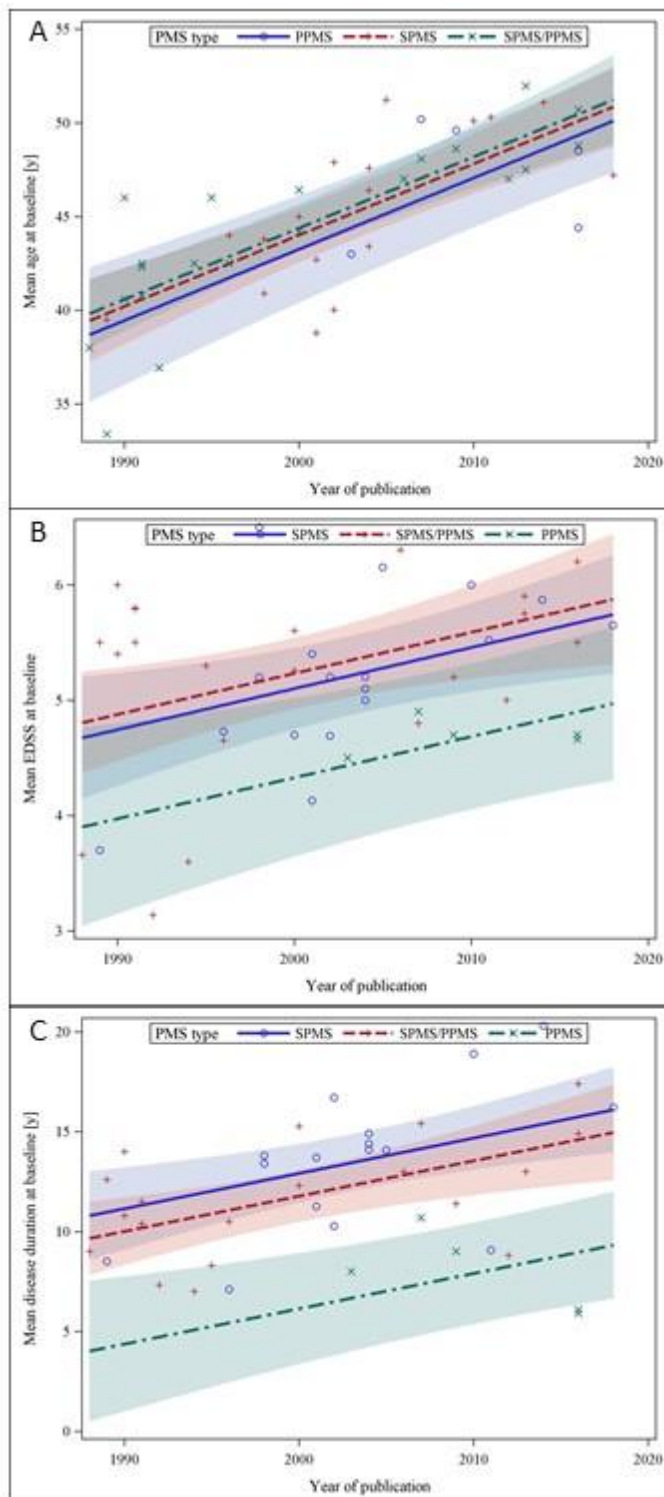 A
PMS type PPMS SPMS SPMS/PPMS
55
50
45
40
35
Mean age at baseline [y]
1990 2000 2010 2020
Year of publication
B
PMS type SPMS SPMS/PPMS PPMS
6
5
4
3
Mean EDSS at baseline
1990 2000 2010 2020
Year of publication
C
PMS type SPMS SPMS/PPMS PPMS
20
15
10
5
0
Mean disease duration at baseline [y]
1990 2000 2010 2020
Year of publication